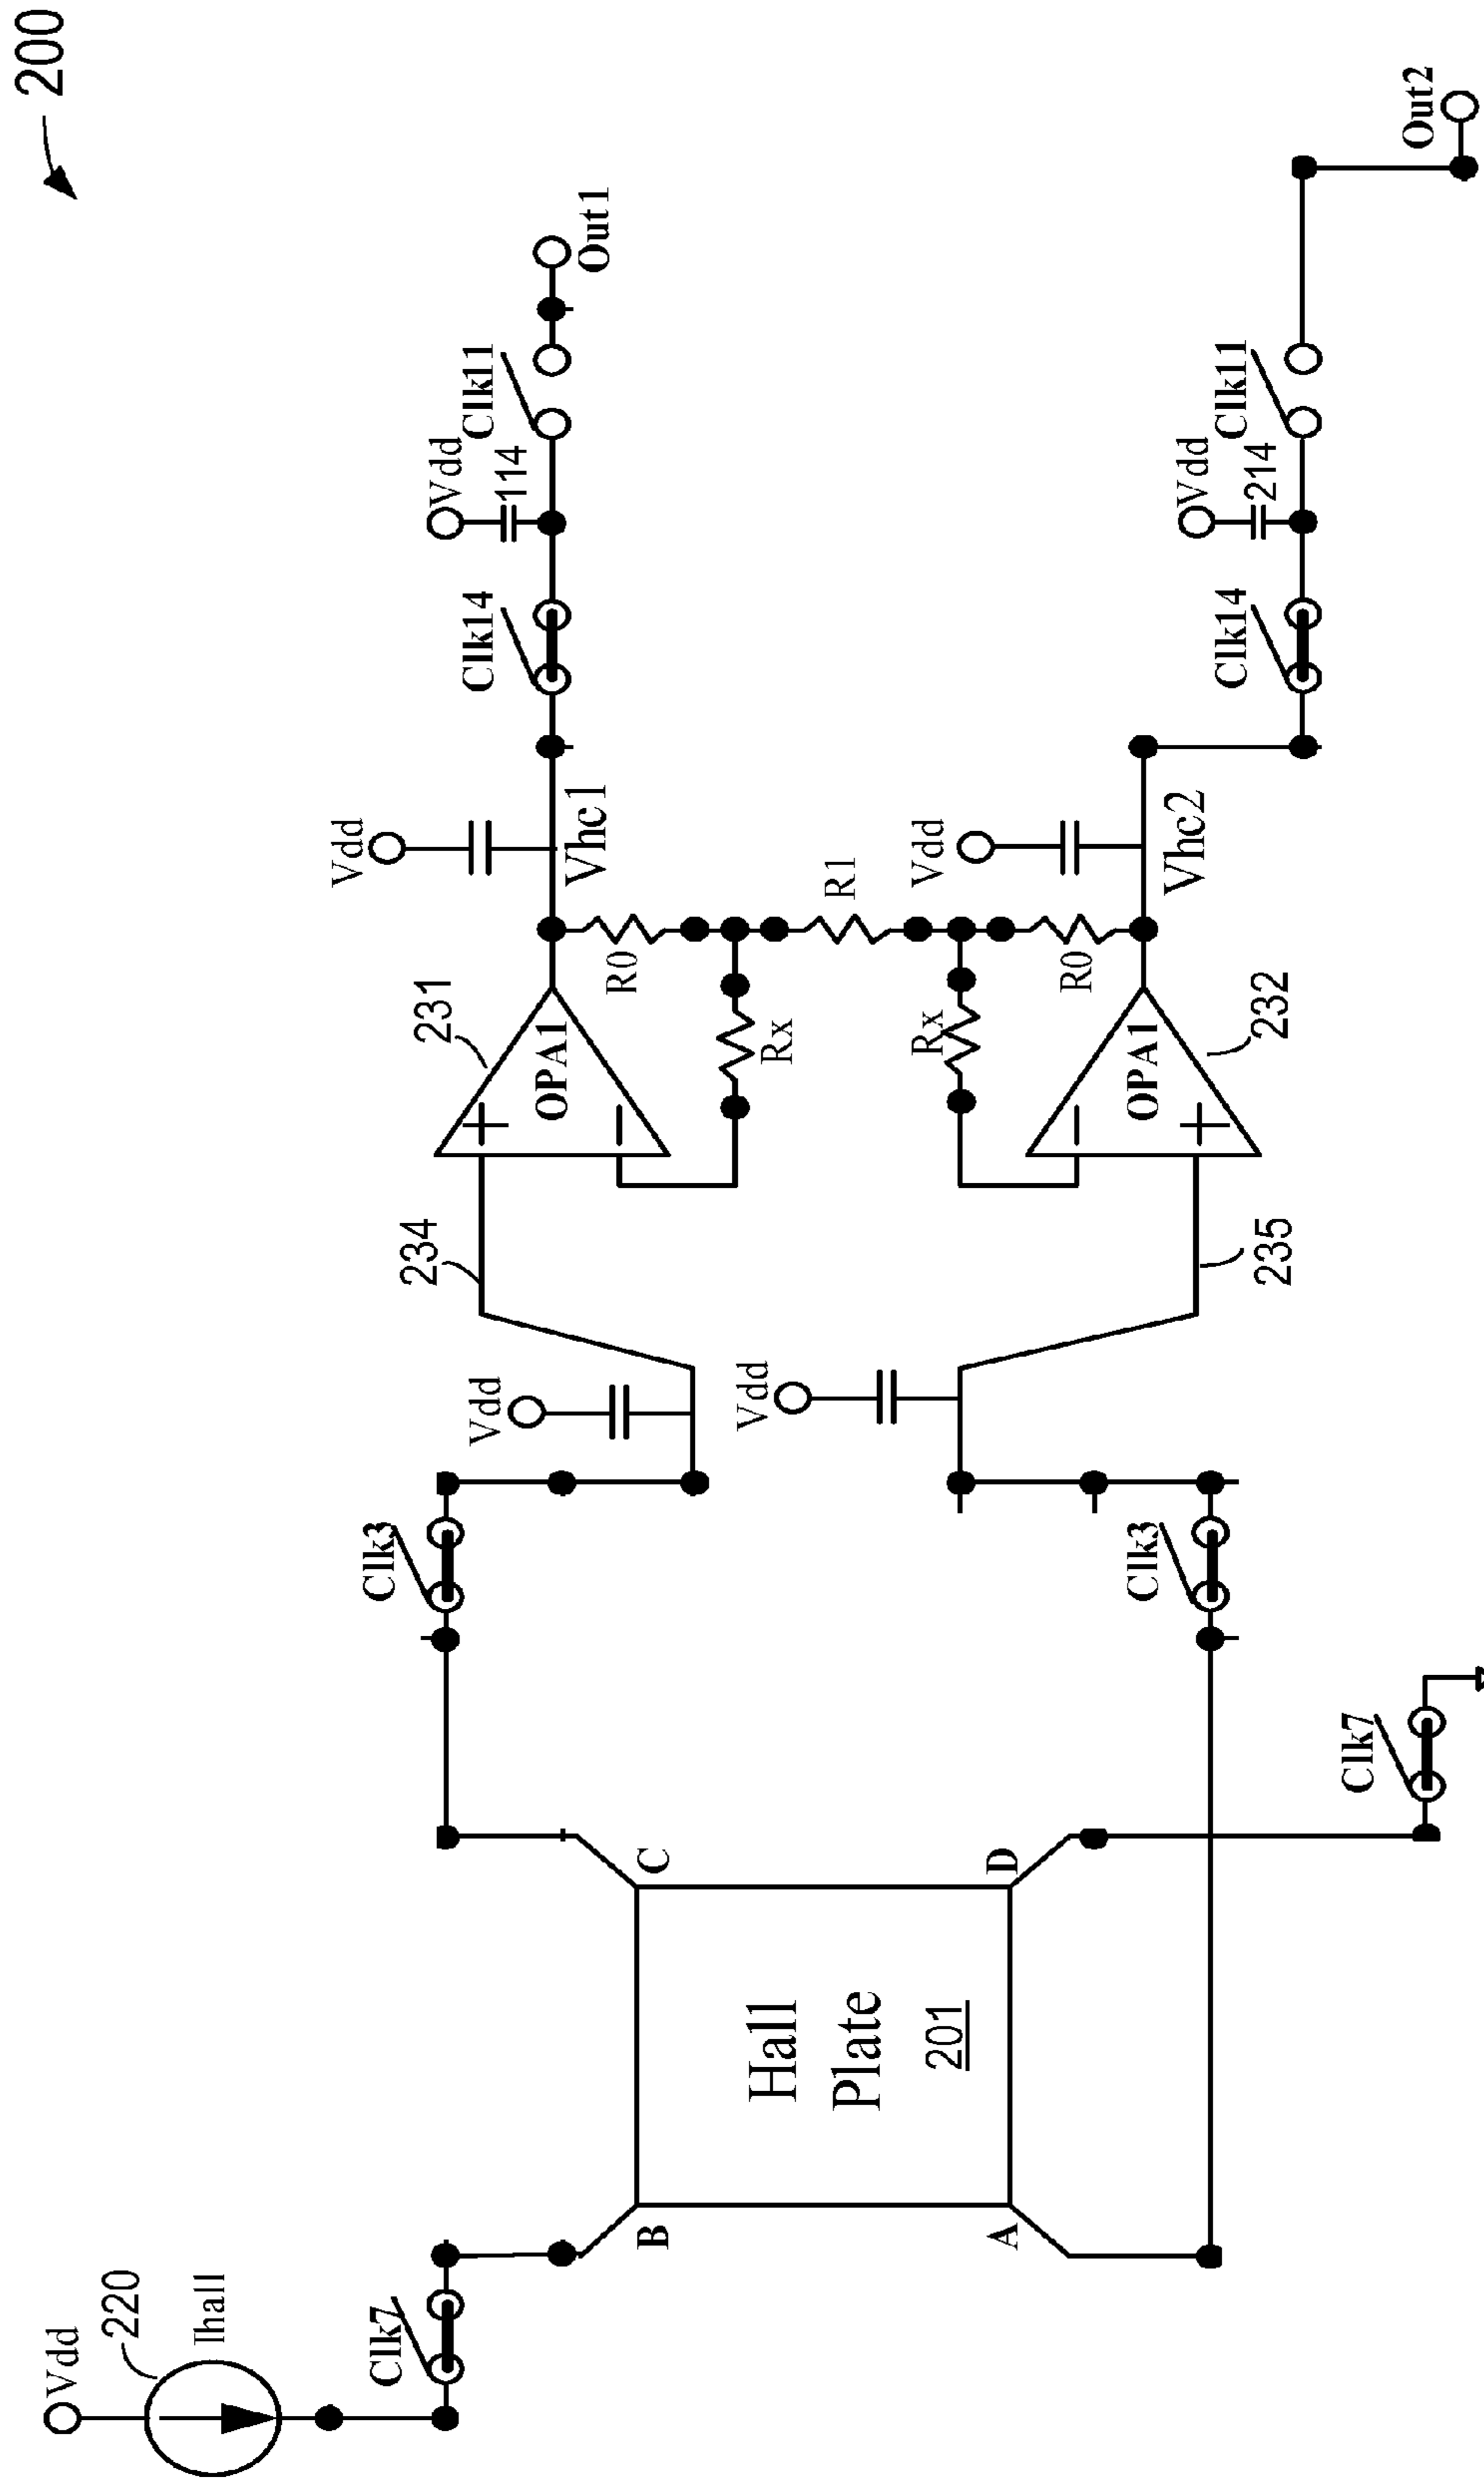 200
Vdd
220
Ihall
Clk7
B
C
A
D
Hall
Plate
201
Clk7
Clk3
Clk3
Vdd
Vdd
234
235
231
OPA1
232
OPA1
Rx
Rx
R0
R1
R0
Vdd
Vhc1
Vdd
Vhc2
Clk14
Clk14
Vdd
114
Vdd
214
Clk11
Clk11
Out1
Out2